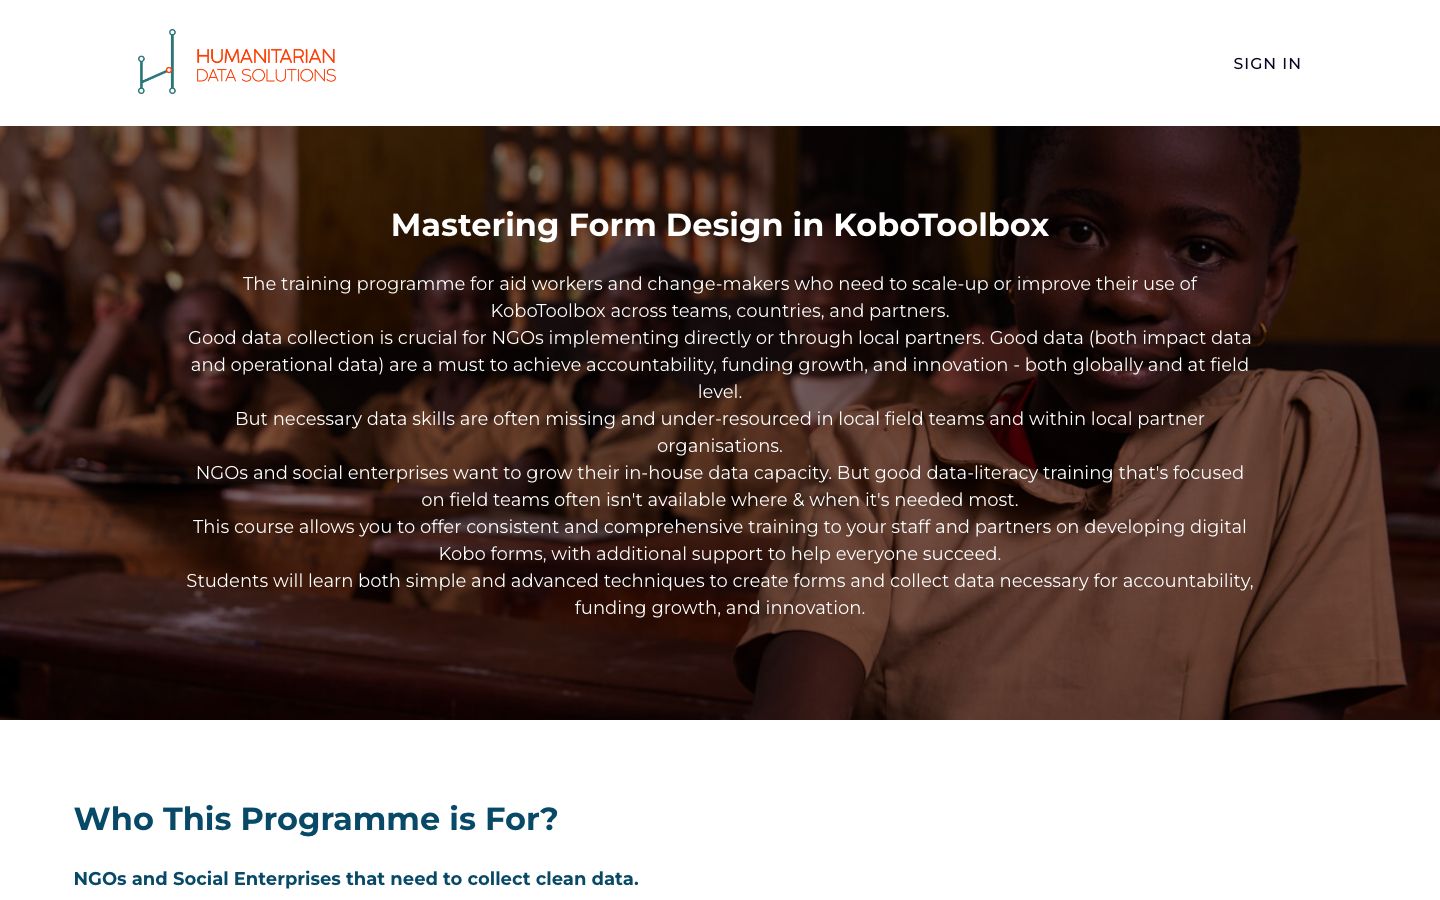 HUMANITARIAN
DATA SOLUTIONS
SIGN IN
Mastering Form Design in KoboToolbox
The training programme for aid workers and change-makers who need to scale-up or improve their use of
KoboToolbox across teams, countries, and partners.
Good data collection is crucial for NGOs implementing directly or through local partners. Good data (both impact data
and operational data) are a must to achieve accountability, funding growth, and innovation - both globally and at field
level.
But necessary data skills are often missing and under-resourced in local field teams and within local partner
organisations.
NGOs and social enterprises want to grow their in-house data capacity. But good data-literacy training that's focused
on field teams often isn't available where & when it's needed most.
This course allows you to offer consistent and comprehensive training to your staff and partners on developing digital
Kobo forms, with additional support to help everyone succeed.
Students will learn both simple and advanced techniques to create forms and collect data necessary for accountability,
funding growth, and innovation.
Who This Programme is For?
NGOs and Social Enterprises that need to collect clean data.